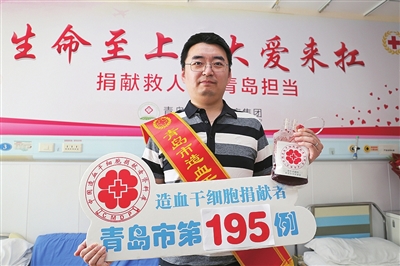 生命至上 大爱来扛
捐献救人 青岛担当
青岛市造血干
造血干细胞捐献者
青岛市第195例